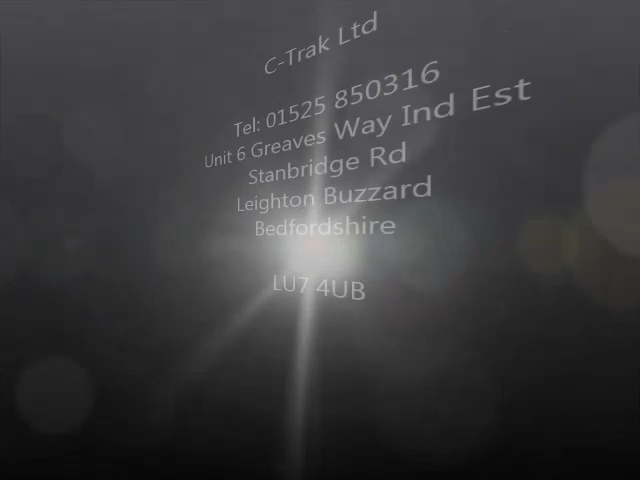 C-Trak Ltd
Tel: 01525 850316
Unit 6 Greaves Way Ind Est
Stanbridge Rd
Leighton Buzzard
Bedfordshire
LU7 4UB